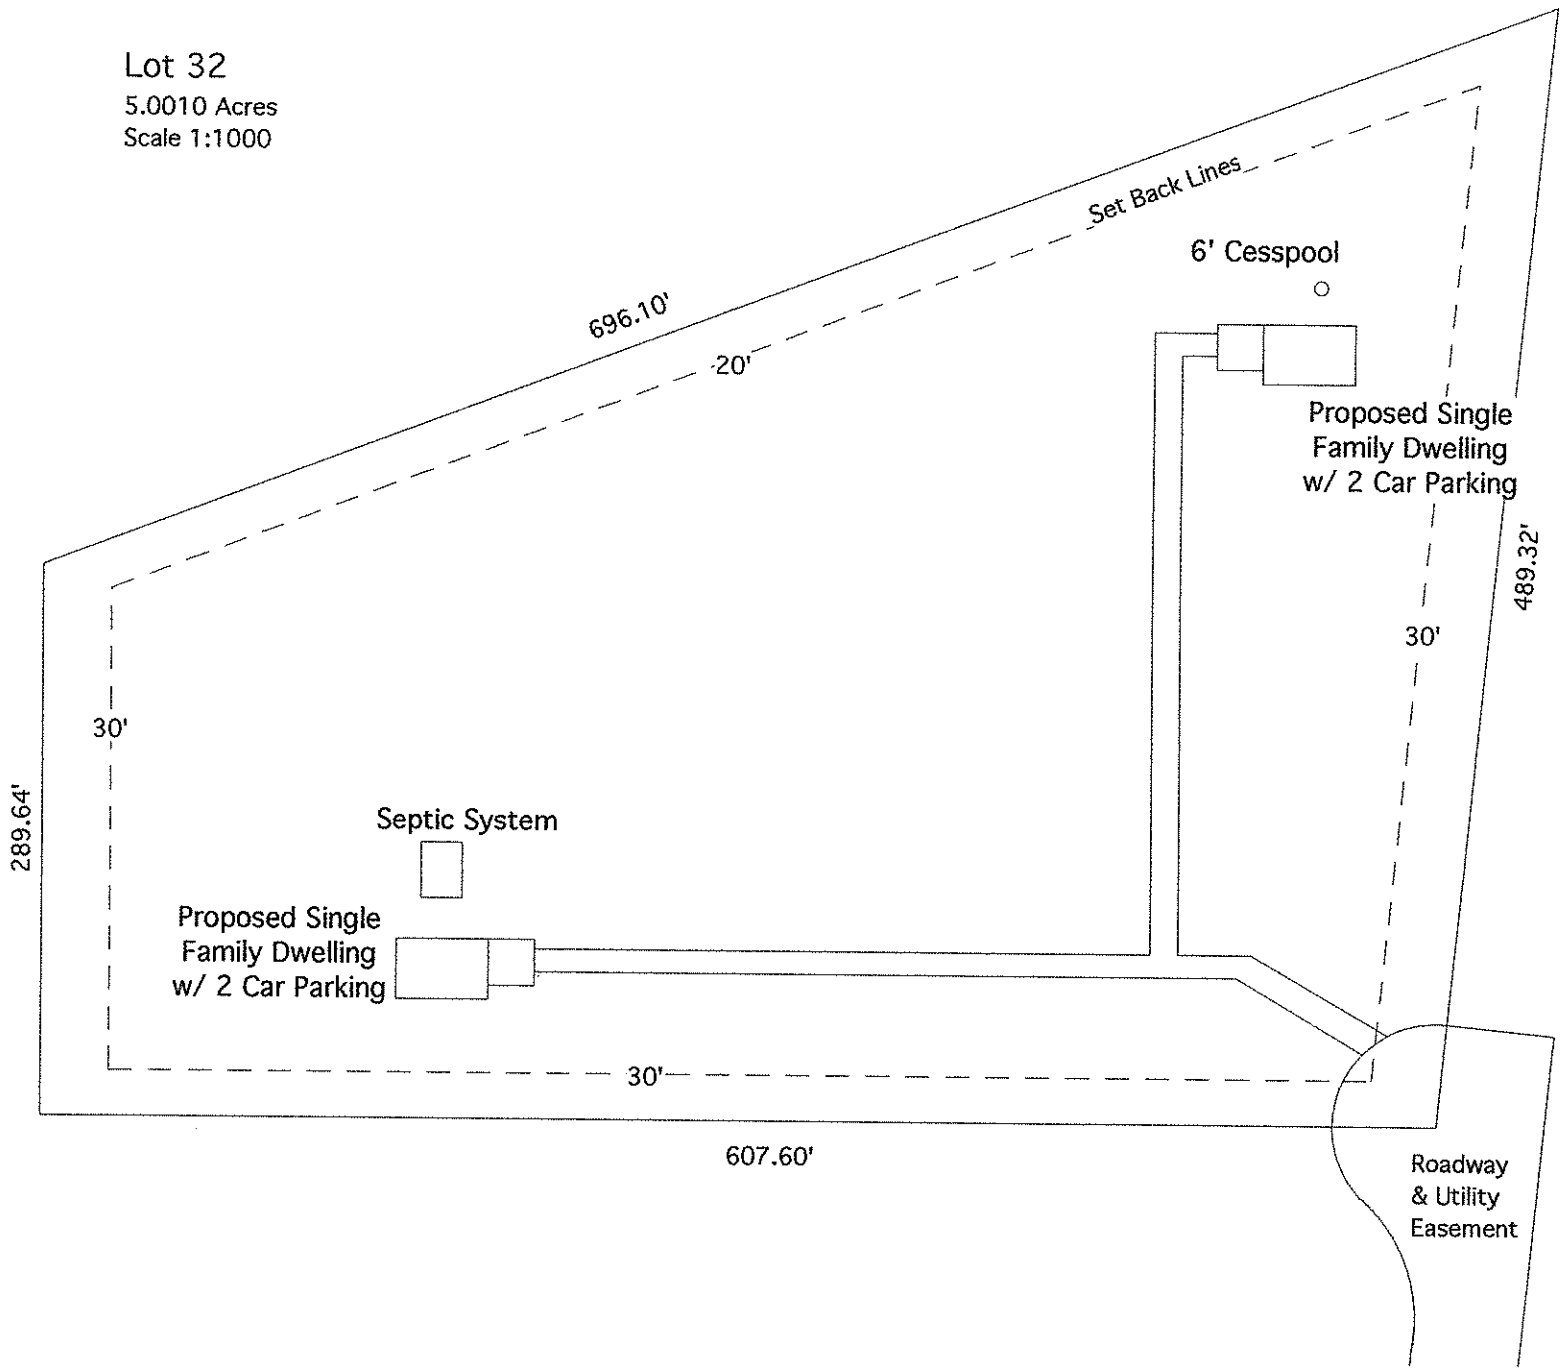 Lot 32
5.0010 Acres
Scale 1:1000
Set Back Lines
6' Cesspool
696.10'
20'
Proposed Single
Family Dwelling
w/ 2 Car Parking
489.32'
30'
30'
289.64'
Septic System
Proposed Single
Family Dwelling
w/ 2 Car Parking
30'
607.60'
Roadway
& Utility
Easement